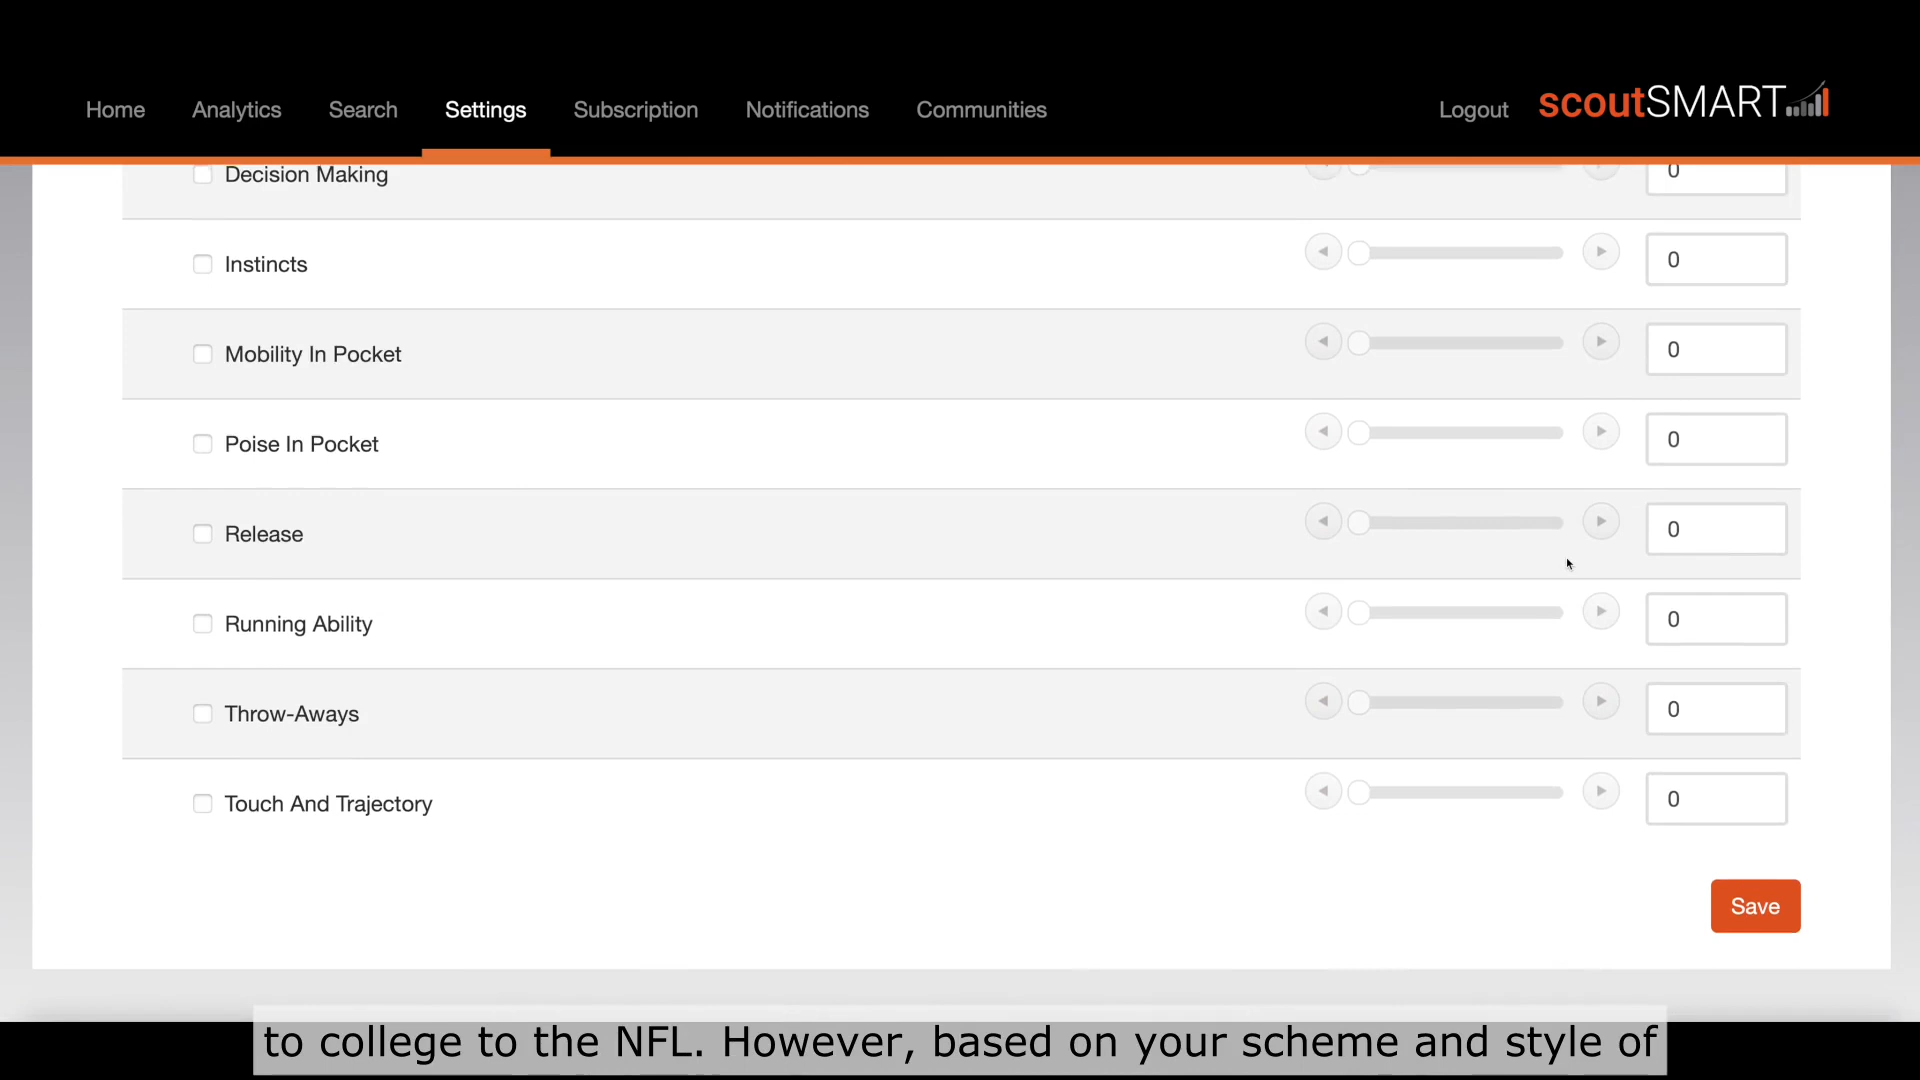 Home Analytics Search Settings Subscription Notifications Communities Logout scoutSMART
Decision Making 0
Instincts 0
Mobility In Pocket 0
Poise In Pocket 0
Release 0
Running Ability 0
Throw-Aways 0
Touch And Trajectory 0
Save
to college to the NFL. However, based on your scheme and style of